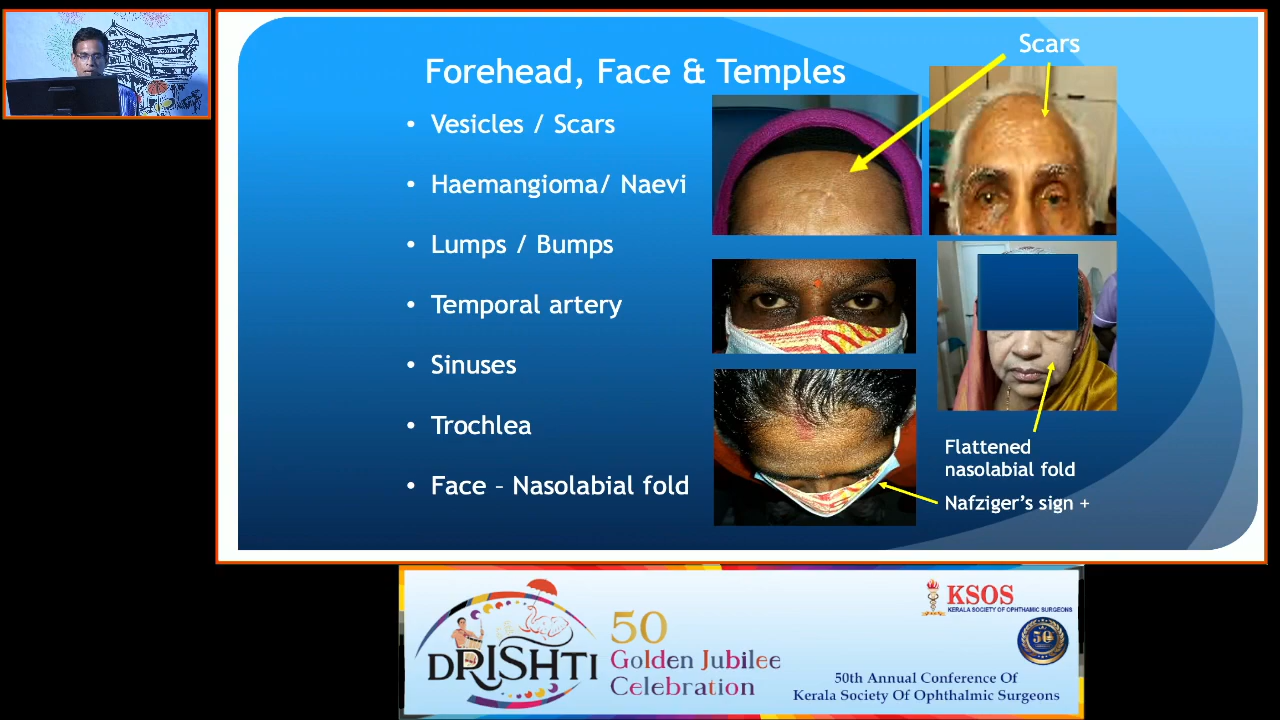 Scars
Forehead, Face & Temples
• Vesicles / Scars
• Haemangioma/ Naevi
• Lumps / Bumps
• Temporal artery
• Sinuses
• Trochlea
• Face – Nasolabial fold
Flattened
nasolabial fold
Nafziger's sign +
DRISHTI
50
Golden Jubilee
Celebration
KSOS
KERALA SOCIETY OF OPHTHALMIC SURGEONS
50
50th Annual Conference Of
Kerala Society Of Ophthalmic Surgeons